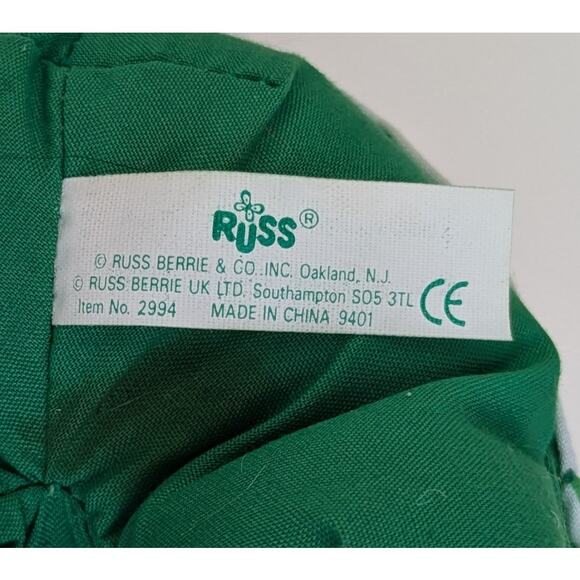 RUSS®
© RUSS BERRIE & CO. INC. Oakland, N.J.
© RUSS BERRIE UK LTD. Southampton SO5 3TL CE
Item No. 2994 MADE IN CHINA 9401